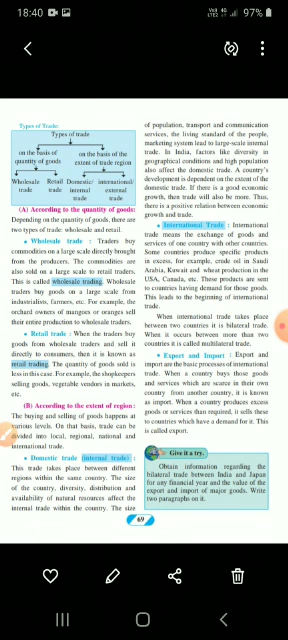 18:40
VoB
LTE2
4G
97%
Types of Trade:
Types of trade
on the basis of
quantity of goods
on the basis of the
extent of trade region
Wholesale
trade
Retail
trade
Domestic/
internal
trade
international/
external
trade
(A) According to the quantity of goods:
Depending on the quantity of goods, there are
two types of trade: wholesale and retail.
• Wholesale trade : Traders buy
commodities on a large scale directly brought
from the producers. The commodities are
also sold on a large scale to retail traders.
This is called wholesale trading. Wholesale
traders buy goods on a large scale from
industrialists, farmers, etc. For example, the
orchard owners of mangoes or oranges sell
their entire production to wholesale traders.
• Retail trade : When the traders buy
goods from wholesale traders and sell it
directly to consumers, then it is known as
retail trading. The quantity of goods sold is
less in this case. For example, the shopkeepers
selling goods, vegetable vendors in markets,
etc.
(B) According to the extent of region:
The buying and selling of goods happens at
various levels. On that basis, trade can be
divided into local, regional, national and
international trade.
• Domestic trade (internal trade) :
This trade takes place between different
regions within the same country. The size
of the country, diversity, distribution and
availability of natural resources affect the
internal trade within the country. The size
of population, transport and communication
services, the living standard of the people,
marketing system lead to large-scale internal
trade. In India, factors like diversity in
geographical conditions and high population
also affect the domestic trade. A country's
development is dependent on the extent of the
domestic trade. If there is a good economic
growth, then trade will also be more. Thus,
there is a positive relation between economic
growth and trade.
• International Trade : International
trade means the exchange of goods and
services of one country with other countries.
Some countries produce specific products
in excess, for example, crude oil in Saudi
Arabia, Kuwait and wheat production in the
USA, Canada, etc. These products are sent
to countries having demand for those goods.
This leads to the beginning of international
trade.
When international trade takes place
between two countries it is bilateral trade.
When it occurs between more than two
countries it is called multilateral trade.
• Export and Import : Export and
import are the basic processes of international
trade. When a country buys those goods
and services which are scarce in their own
country from another country, it is known
as import. When a country produces excess
goods or services than required, it sells these
to countries which have a demand for it. This
is called export.
Give it a try.
Obtain information regarding the
bilateral trade between India and Japan
for any financial year and the value of the
export and import of major goods. Write
two paragraphs on it.
69